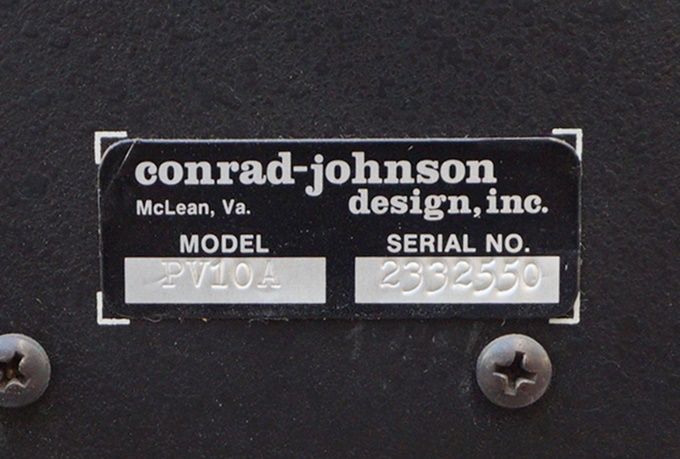 conrad-johnson
McLean, Va. design, inc.
MODEL SERIAL NO.
PV10A 2332550